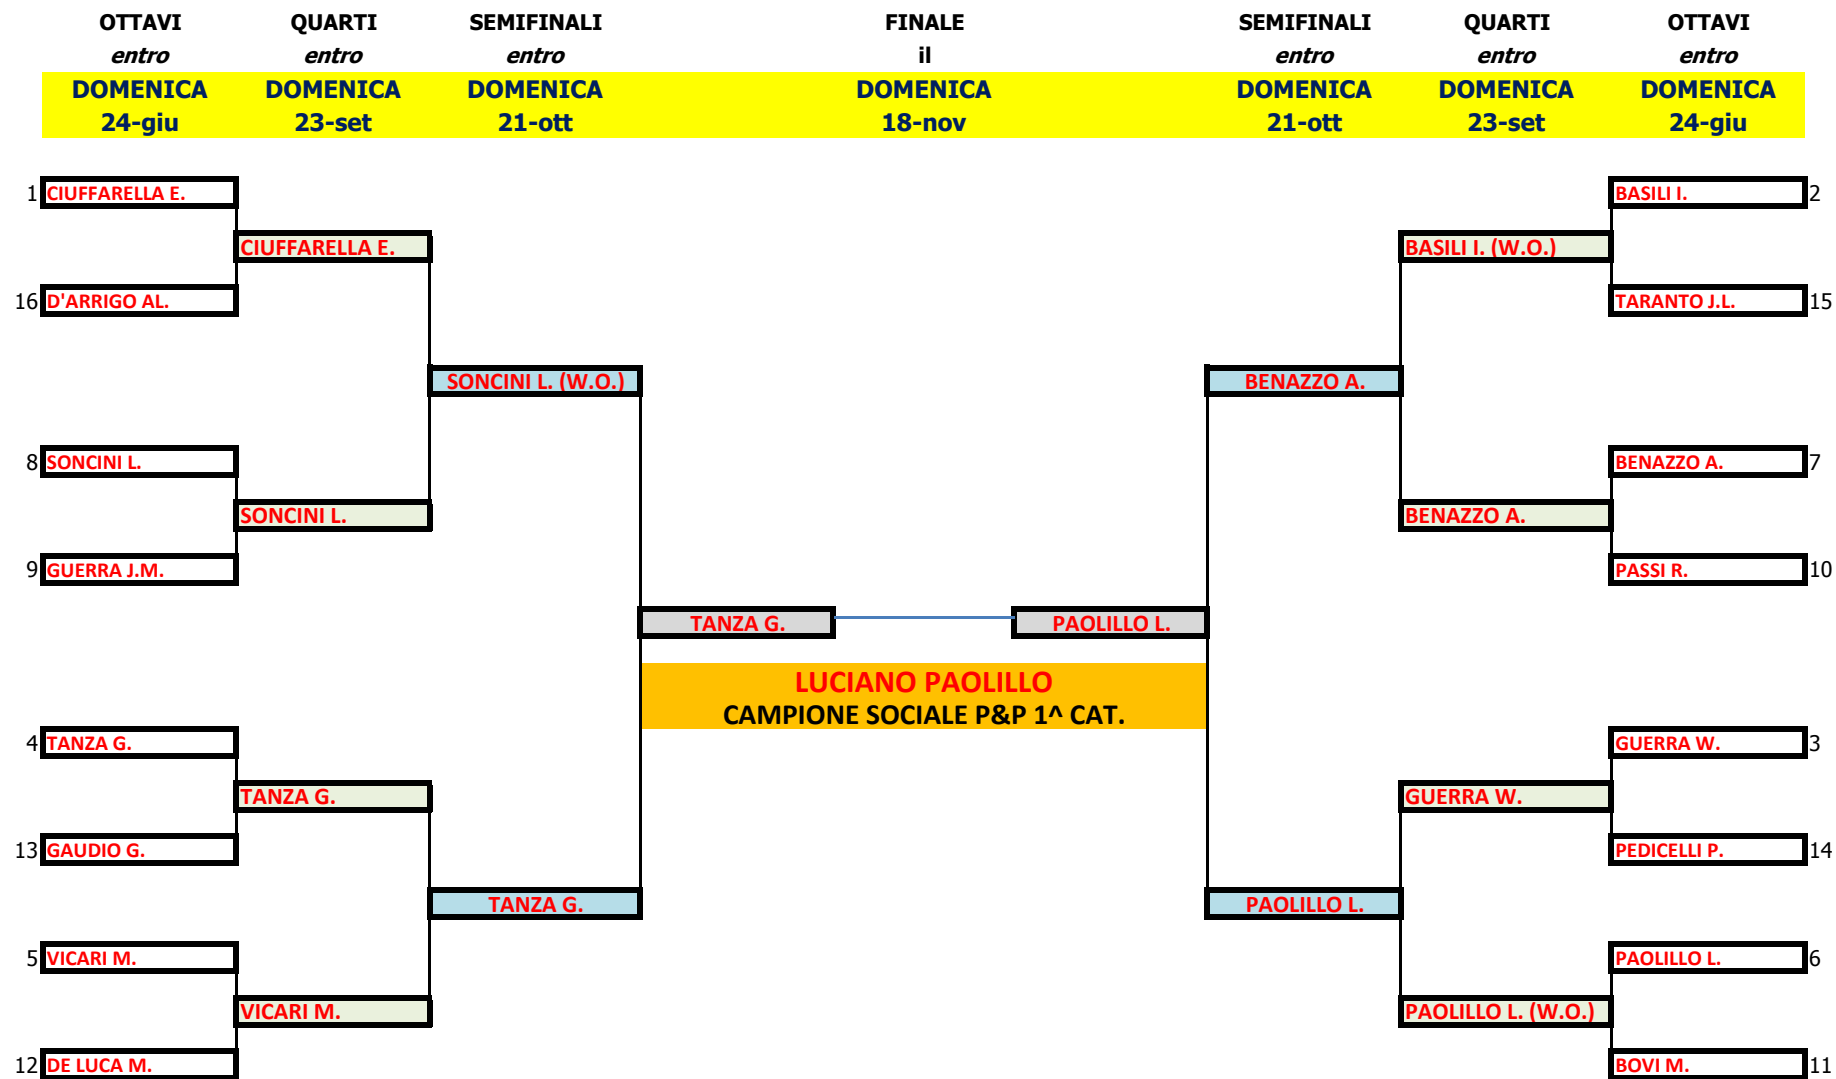 OTTAVI QUARTI SEMIFINALI FINALE SEMIFINALI QUARTI OTTAVI
entro entro entro il entro entro entro
DOMENICA DOMENICA DOMENICA DOMENICA DOMENICA DOMENICA DOMENICA
24-giu 23-set 21-ott 18-nov 21-ott 23-set 24-giu
1 CIUFFARELLA E. BASILI I. 2
CIUFFARELLA E. BASILI I. (W.O.)
16 D'ARRIGO AL. TARANTO J.L. 15
SONCINI L. (W.O.) BENAZZO A.
8 SONCINI L. BENAZZO A. 7
SONCINI L. BENAZZO A.
9 GUERRA J.M. PASSI R. 10
TANZA G. PAOLILLO L.
LUCIANO PAOLILLO
CAMPIONE SOCIALE P&P 1^ CAT.
4 TANZA G. GUERRA W. 3
TANZA G. GUERRA W.
13 GAUDIO G. PEDICELLI P. 14
TANZA G. PAOLILLO L.
5 VICARI M. PAOLILLO L. 6
VICARI M. PAOLILLO L. (W.O.)
12 DE LUCA M. BOVI M. 11